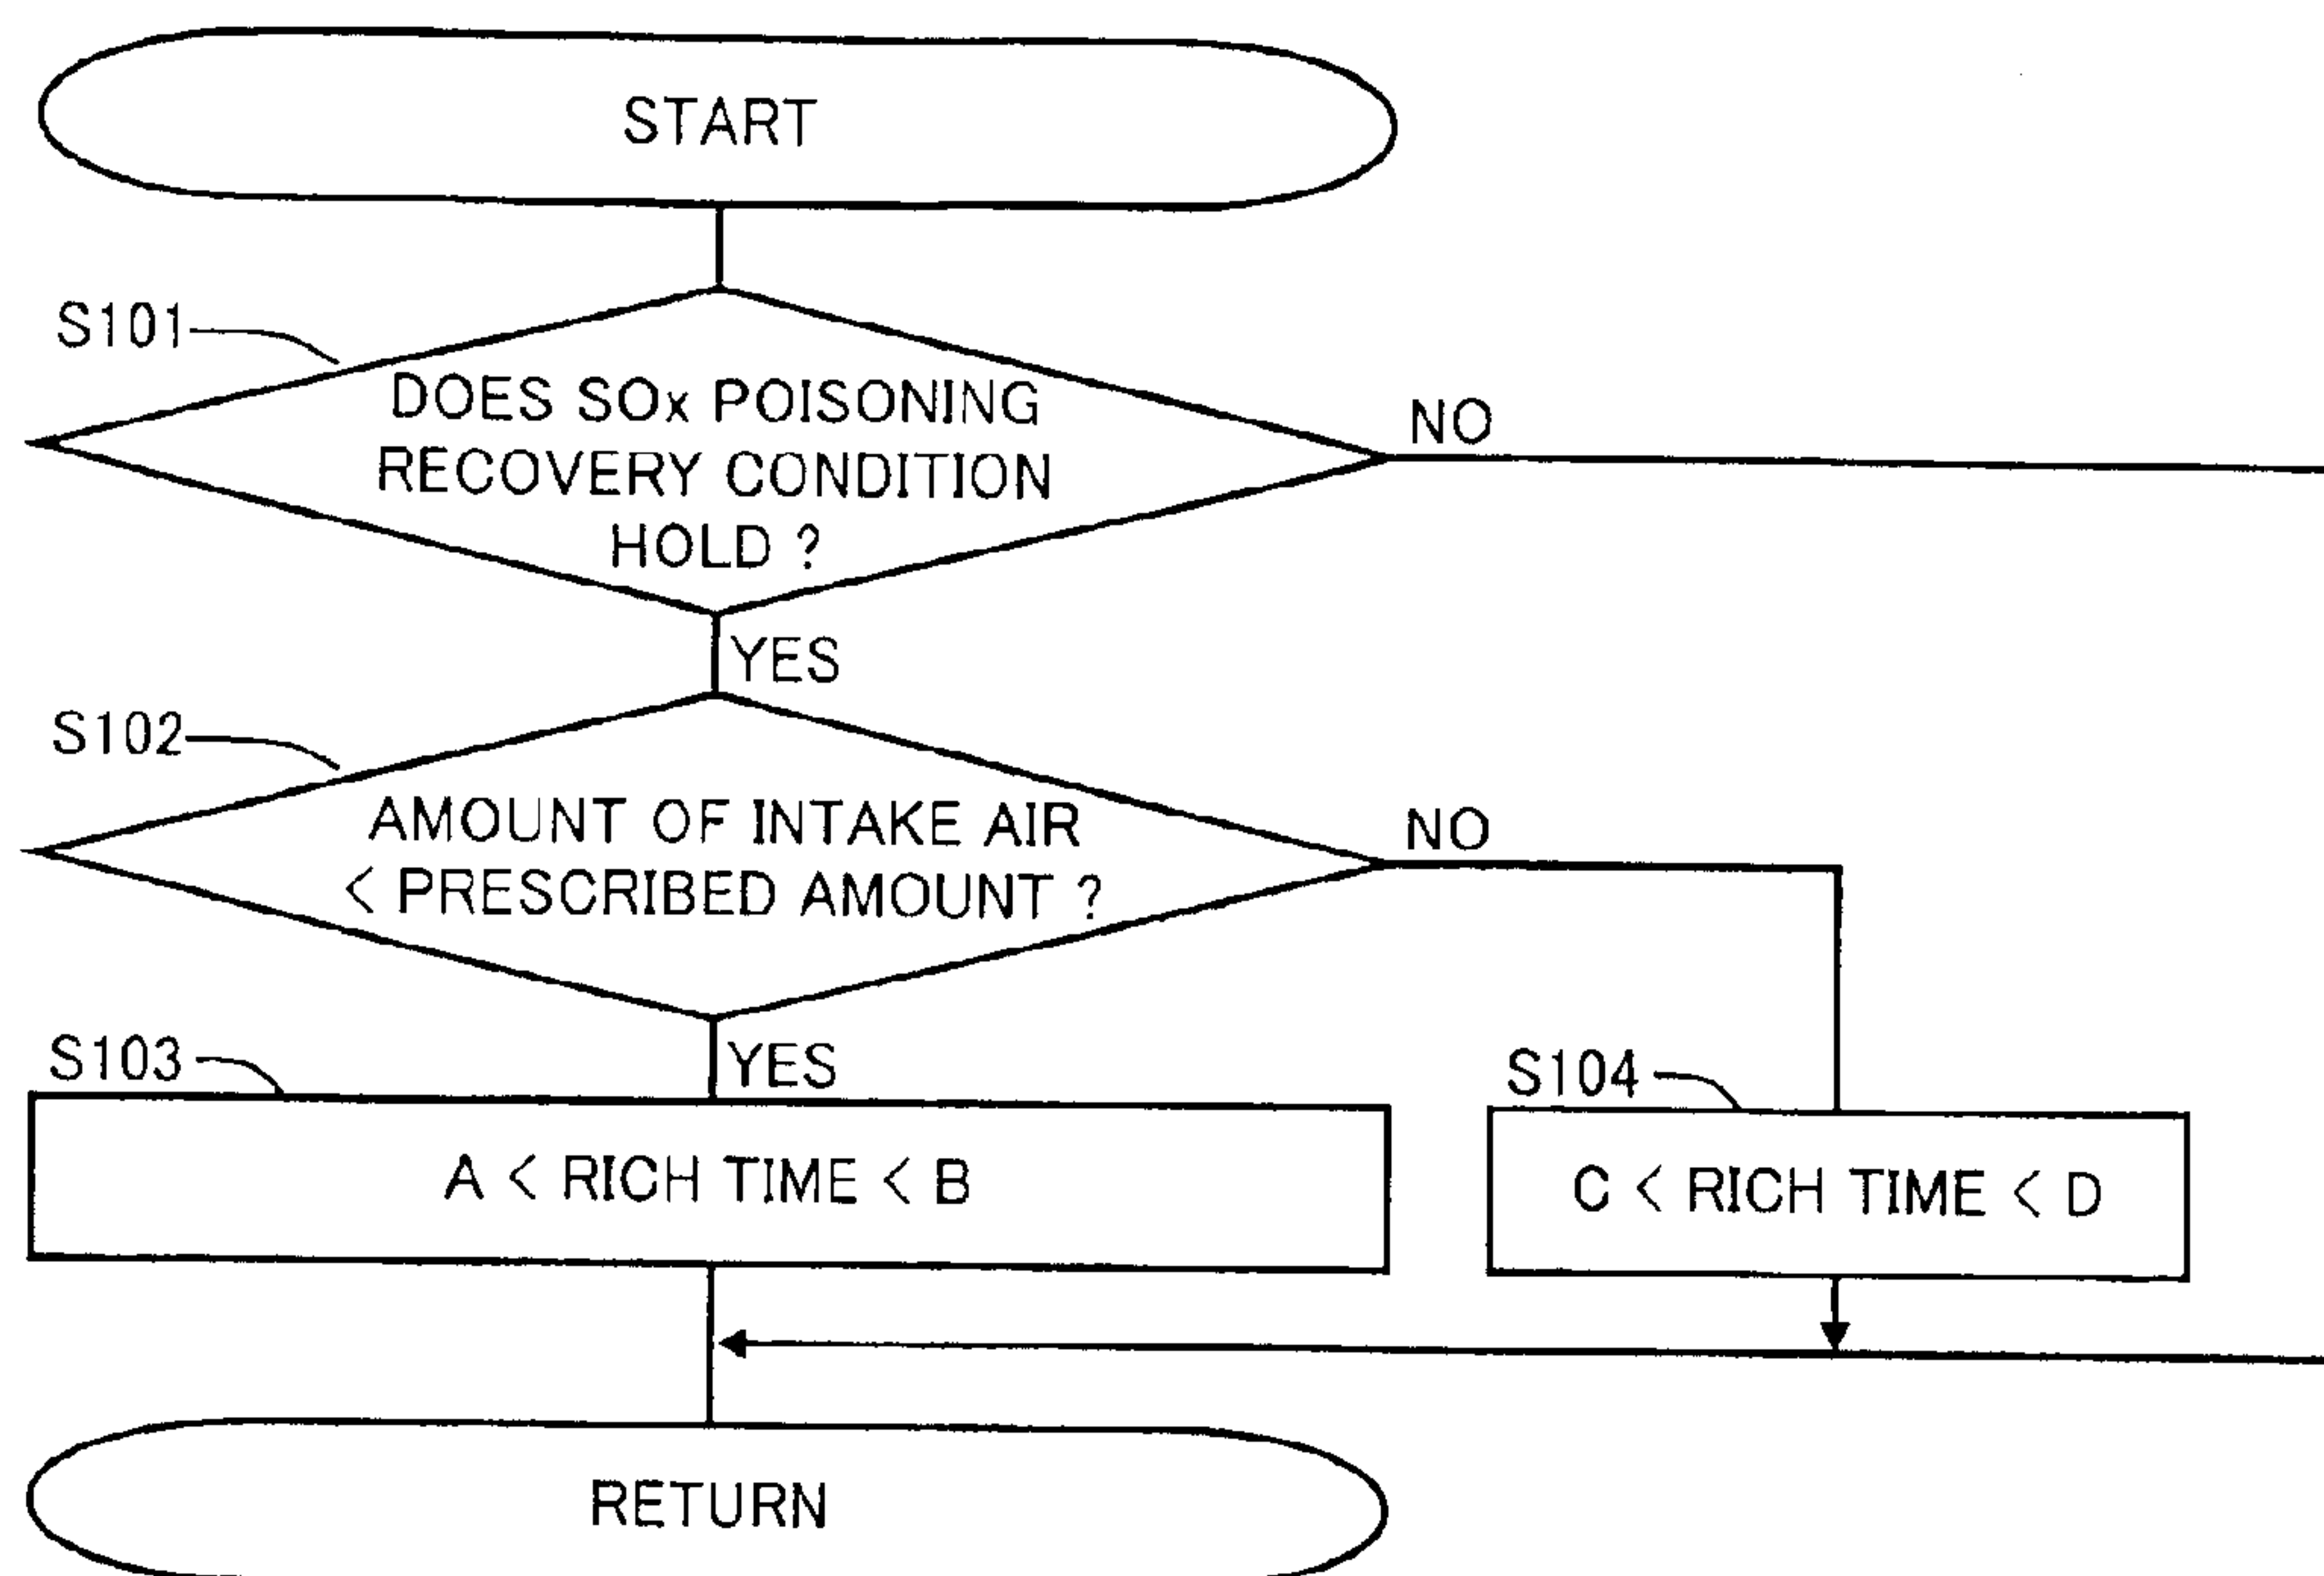 START
S101
DOES SOx POISONING
RECOVERY CONDITION
HOLD ?
NO
YES
S102
AMOUNT OF INTAKE AIR
< PRESCRIBED AMOUNT ?
NO
YES
S103
A < RICH TIME < B
S104
C < RICH TIME < D
RETURN